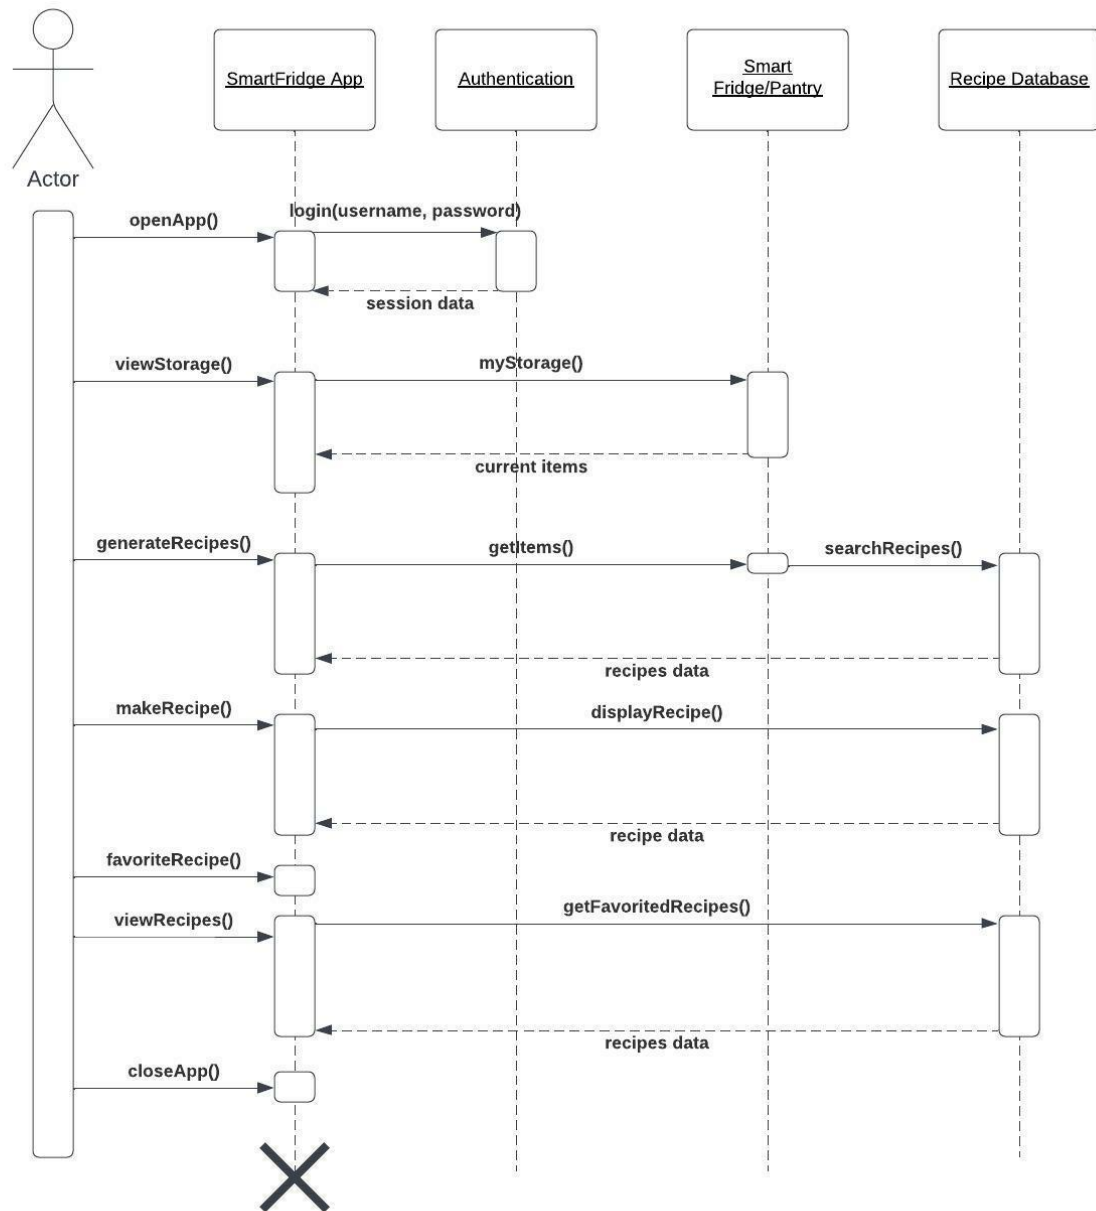 SmartFridge App
Authentication
Smart
Fridge/Pantry
Recipe Database
Actor
openApp()
login(username, password)
session data
viewStorage()
myStorage()
current items
generateRecipes()
getItems()
searchRecipes()
recipes data
makeRecipe()
displayRecipe()
recipe data
favoriteRecipe()
viewRecipes()
getFavoritedRecipes()
recipes data
closeApp()